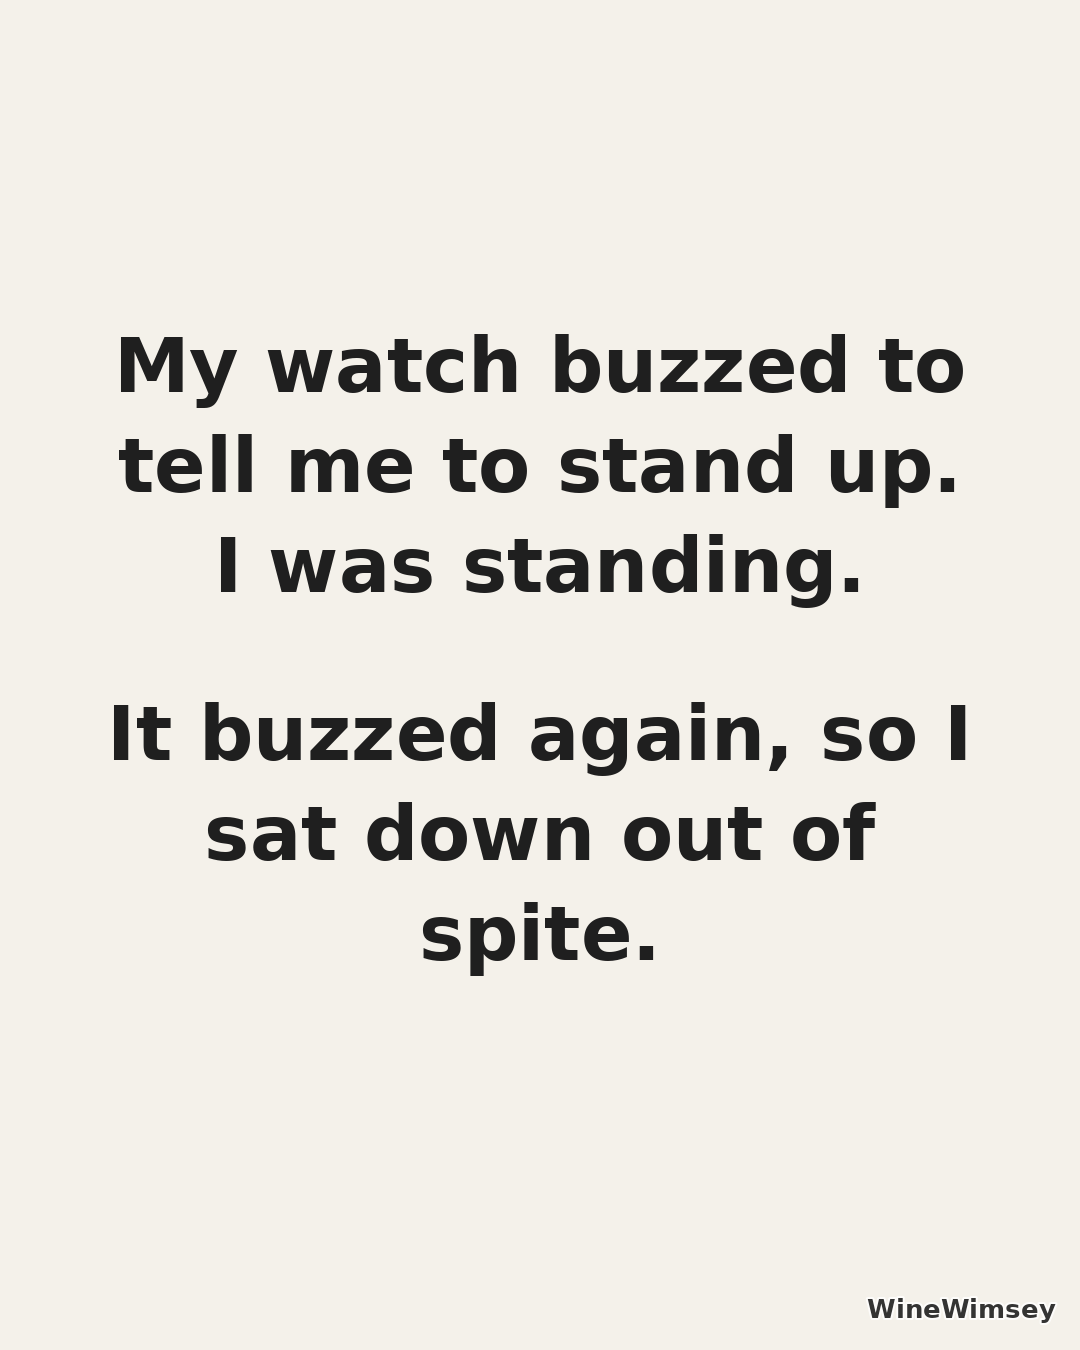 My watch buzzed to
tell me to stand up.
I was standing.
It buzzed again, so I
sat down out of
spite.
WineWimsey